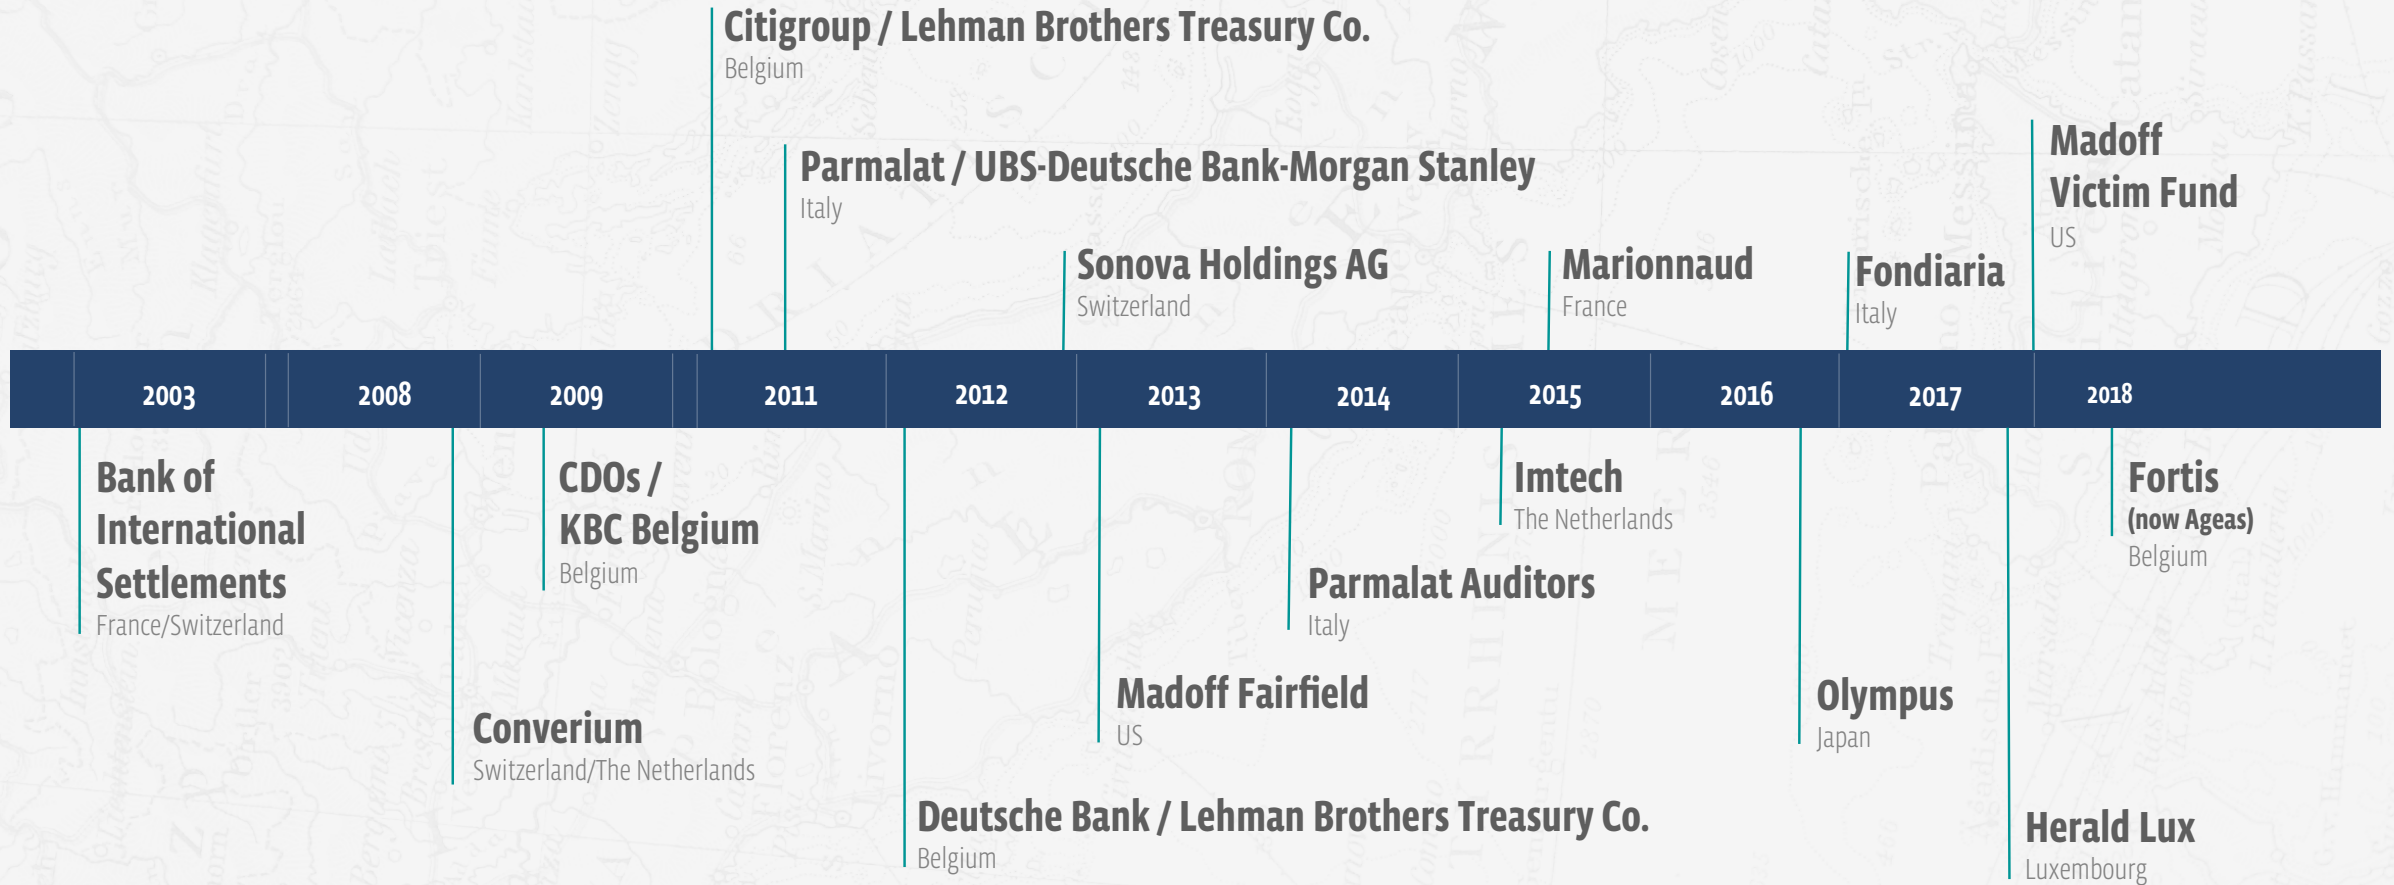 Citigroup / Lehman Brothers Treasury Co.
Belgium
Parmalat / UBS-Deutsche Bank-Morgan Stanley
Italy
Madoff
Victim Fund
US
Sonova Holdings AG
Switzerland
Marionnaud
France
Fondiaria
Italy
2003 2008 2009 2011 2012 2013 2014 2015 2016 2017 2018
Bank of
International
Settlements
France/Switzerland
CDOs /
KBC Belgium
Belgium
Imtech
The Netherlands
Fortis
(now Ageas)
Belgium
Parmalat Auditors
Italy
Madoff Fairfield
US
Olympus
Japan
Converium
Switzerland/The Netherlands
Deutsche Bank / Lehman Brothers Treasury Co.
Belgium
Herald Lux
Luxembourg